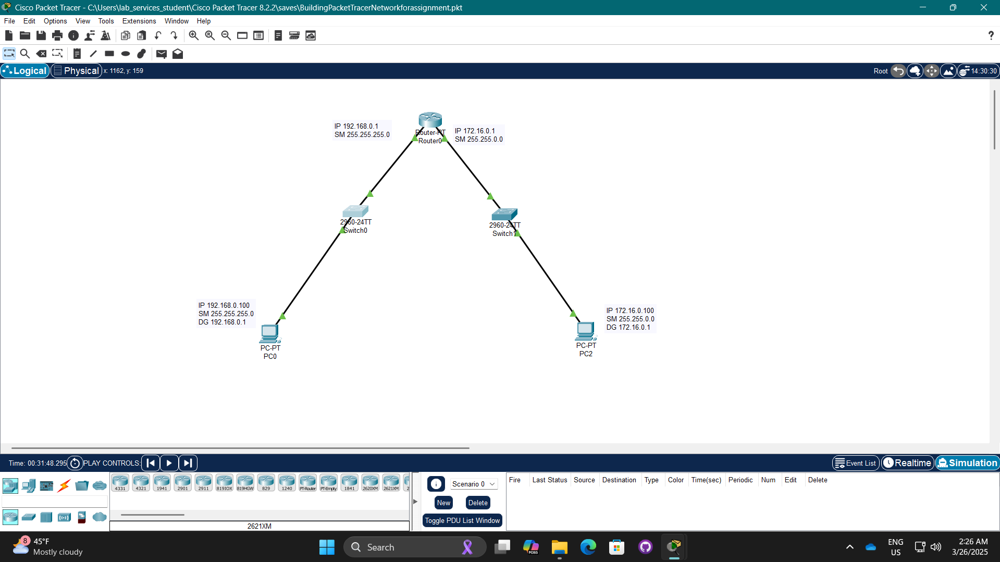 Cisco Packet Tracer - C:\Users\lab_services_student\Cisco Packet Tracer 8.2.2\saves\BuildingPacketTracerNetworkforassignment.pkt
File Edit Options View Tools Extensions Window Help
?
Logical Physical x: 1162, y: 159 Root 14:30:30
IP 192.168.0.1
SM 255.255.255.0
Router-PT
Router0
IP 172.16.0.1
SM 255.255.0.0
2960-24TT
Switch0
2960-24TT
Switch1
IP 192.168.0.100
SM 255.255.255.0
DG 192.168.0.1
PC-PT
PC0
IP 172.16.0.100
SM 255.255.0.0
DG 172.16.0.1
PC-PT
PC2
Time: 00:31:48.295 PLAY CONTROLS: Event List Realtime Simulation
4331 4321 1941 2901 2911 819IOX 819HGW 829 1240 PT-Router PT-Empty 1841 2620XM 2621XM 2
2621XM
Scenario 0
New Delete
Toggle PDU List Window
Fire Last Status Source Destination Type Color Time(sec) Periodic Num Edit Delete
8
45°F
Mostly cloudy
Search
M365
ENG
US
2:26 AM
3/26/2025